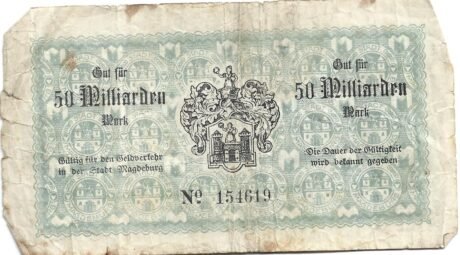 Gut für
50 Milliarden
Mark
Gültig für den Geldverkehr
in der Stadt Magdeburg
Gut für
50 Milliarden
Mark
Die Dauer der Gültigkeit
wird bekannt gegeben
No 154619